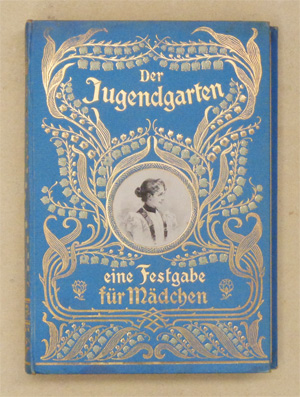 Der
Jugendgarten
eine Festgabe
für Mädchen